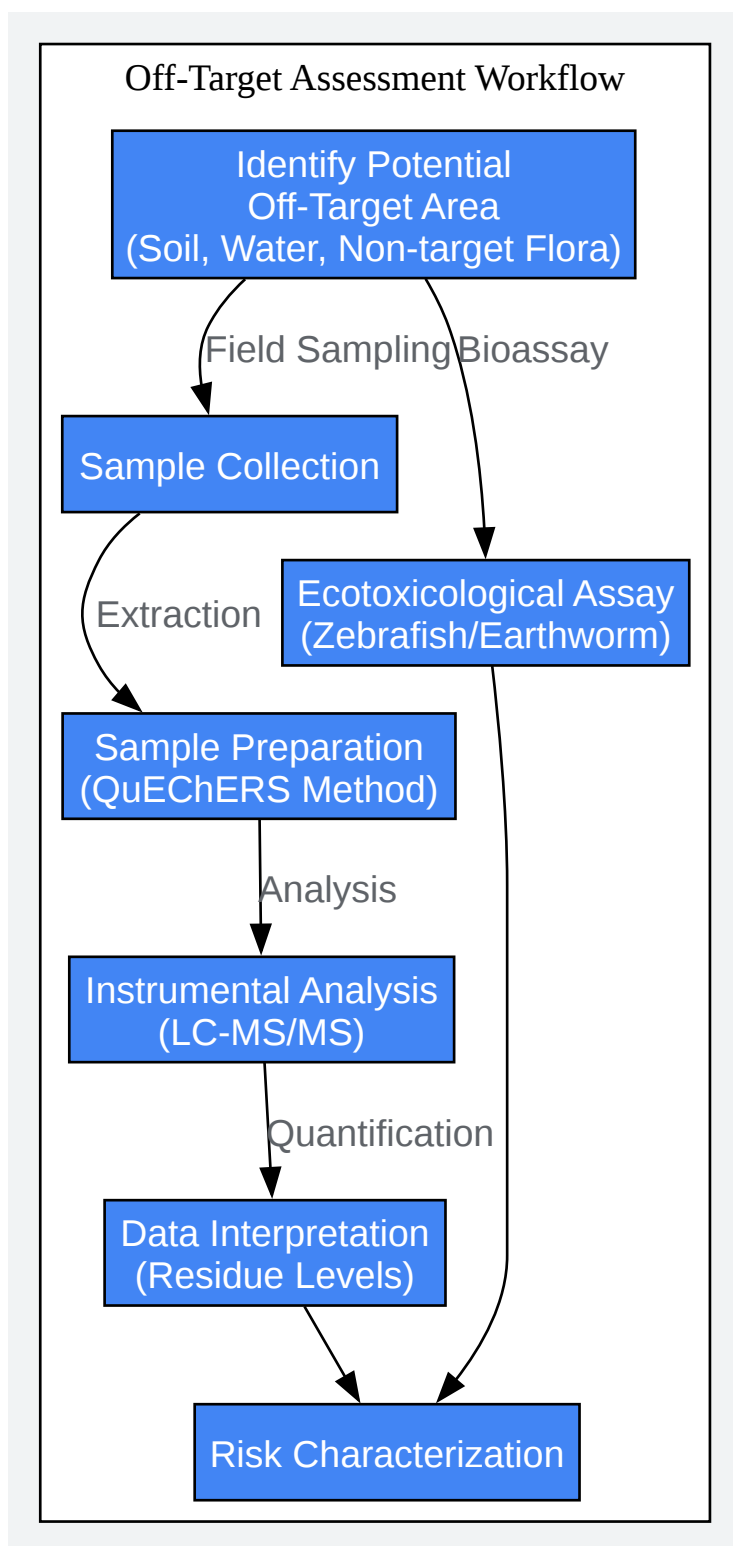 Off-Target Assessment Workflow
Identify Potential
Off-Target Area
(Soil, Water, Non-target Flora)
Field Sampling
Bioassay
Sample Collection
Extraction
Ecotoxicological Assay
(Zebrafish/Earthworm)
Sample Preparation
(QuEChERS Method)
Analysis
Instrumental Analysis
(LC-MS/MS)
Quantification
Data Interpretation
(Residue Levels)
Risk Characterization